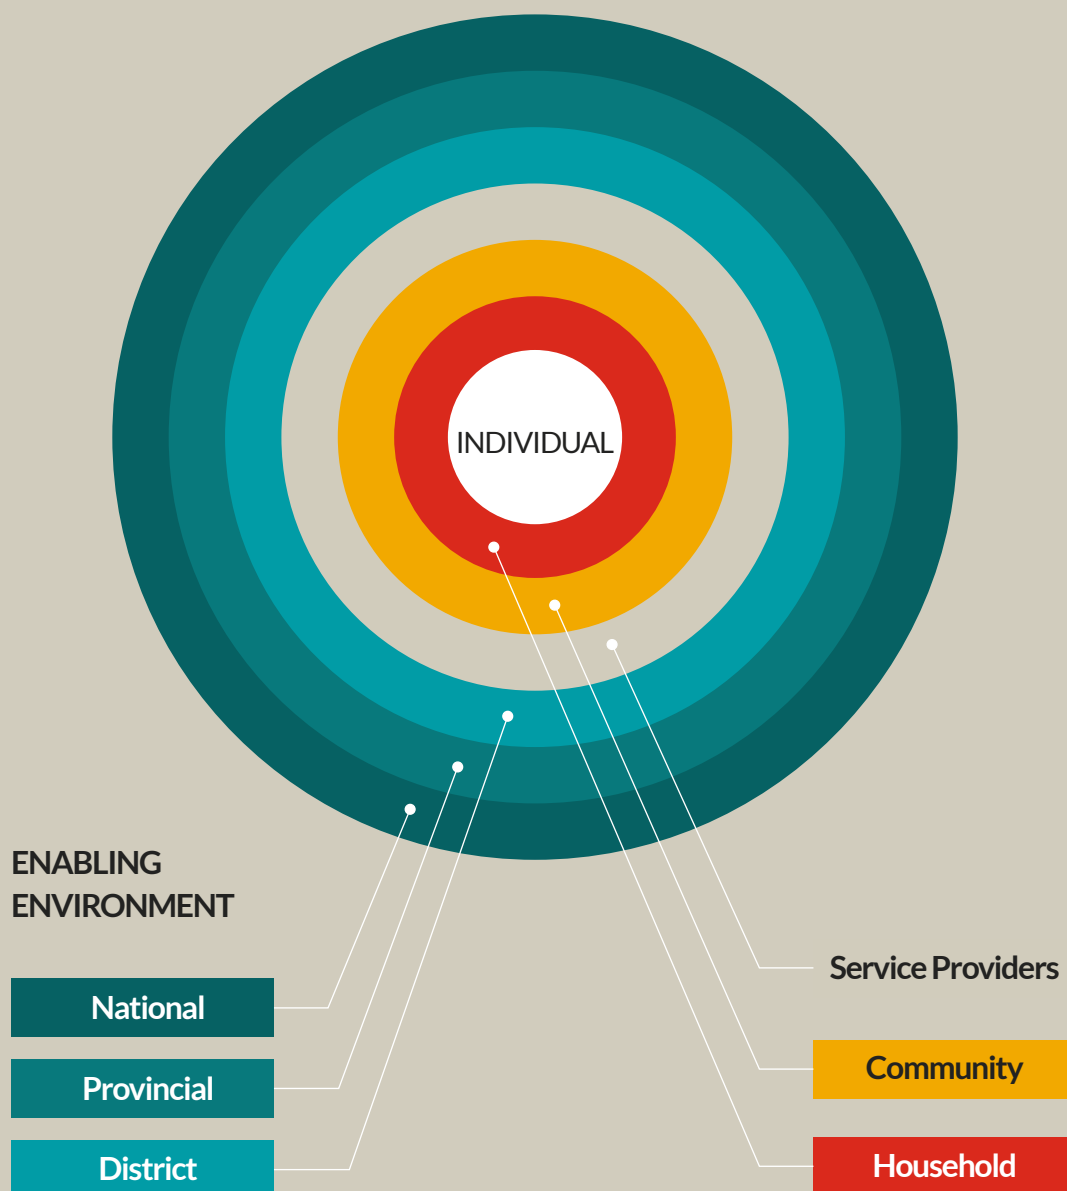 INDIVIDUAL
ENABLING
ENVIRONMENT
National
Provincial
District
Service Providers
Community
Household